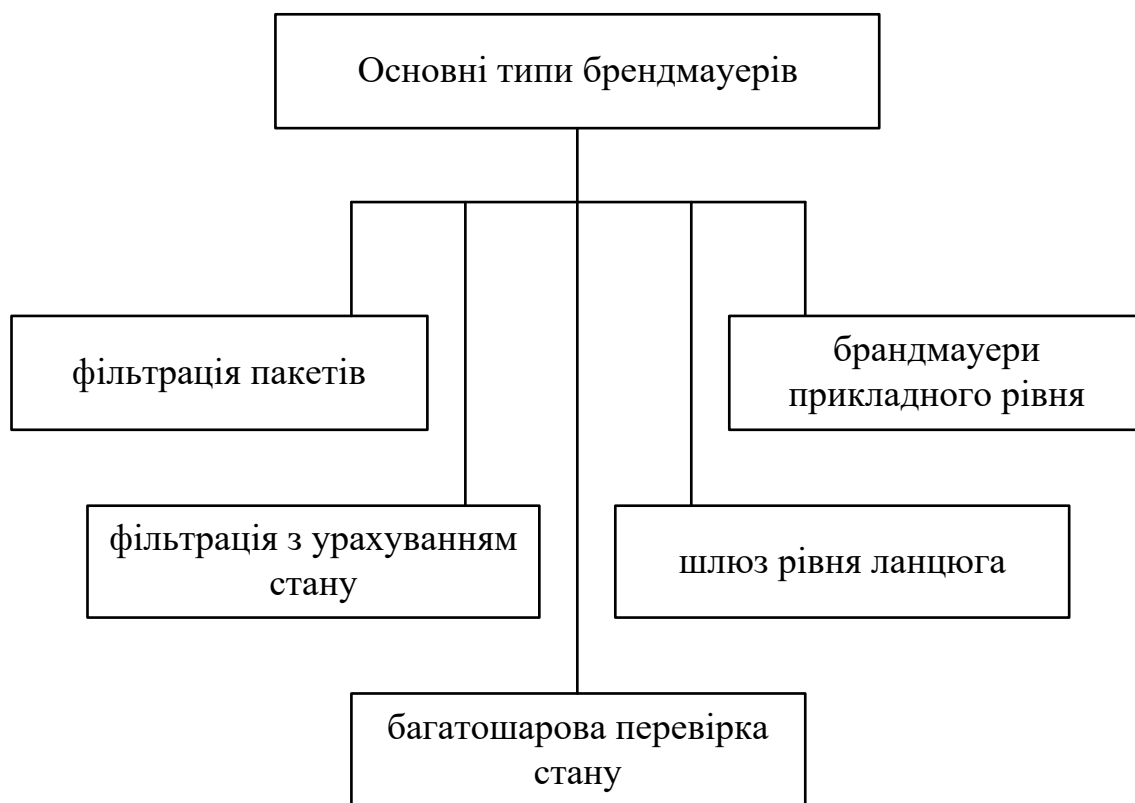 Основні типи брендмауерів
фільтрація пакетів
брандмауери
прикладного рівня
фільтрація з урахуванням
стану
шлюз рівня ланцюга
багатошарова перевірка
стану